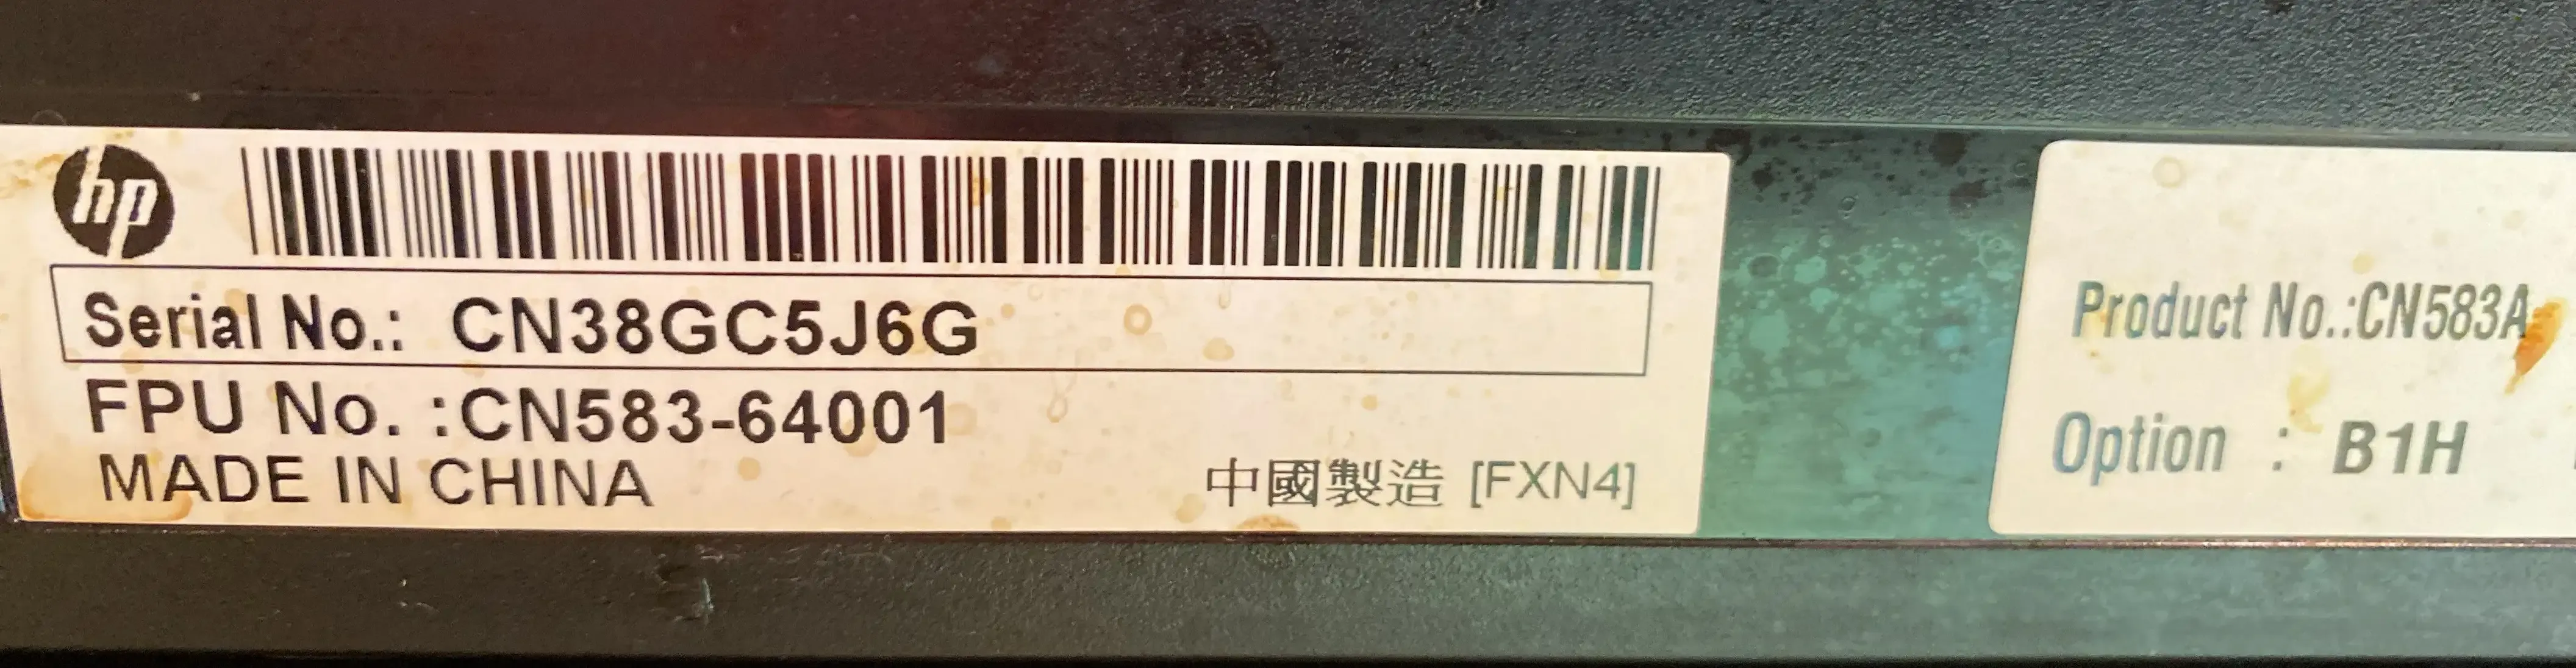 hp
Serial No.: CN38GC5J6G
FPU No. :CN583-64001
MADE IN CHINA
中國製造 [FXN4]
Product No.:CN583A
Option : B1H